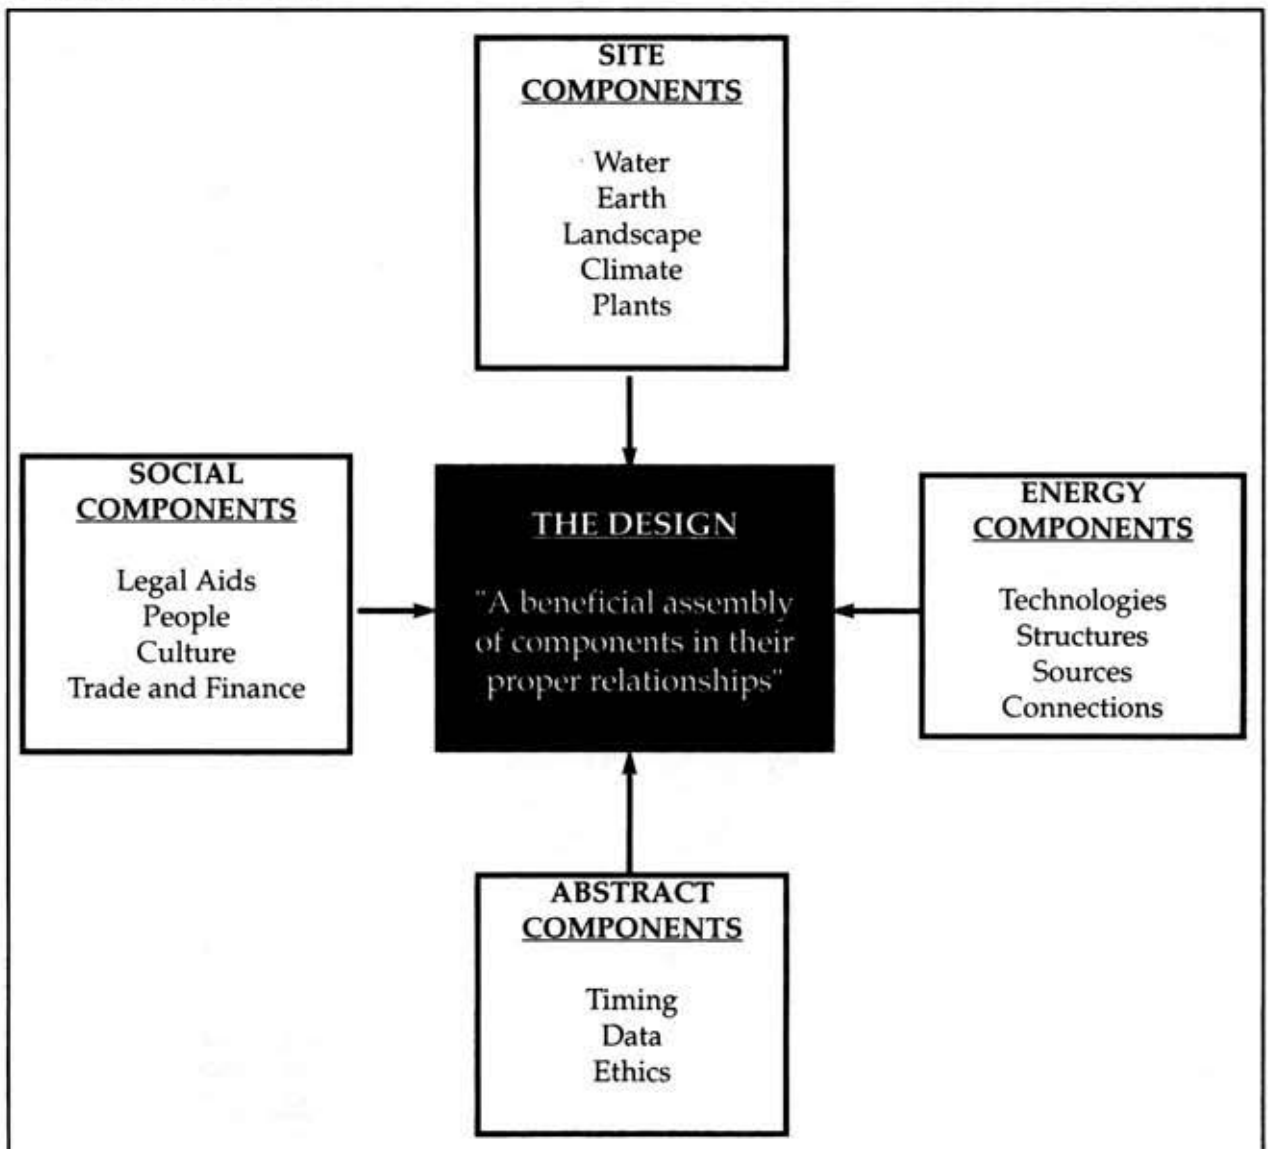 SITE
COMPONENTS
Water
Earth
Landscape
Climate
Plants
SOCIAL
COMPONENTS
Legal Aids
People
Culture
Trade and Finance
THE DESIGN
"A beneficial assembly
of components in their
proper relationships"
ENERGY
COMPONENTS
Technologies
Structures
Sources
Connections
ABSTRACT
COMPONENTS
Timing
Data
Ethics